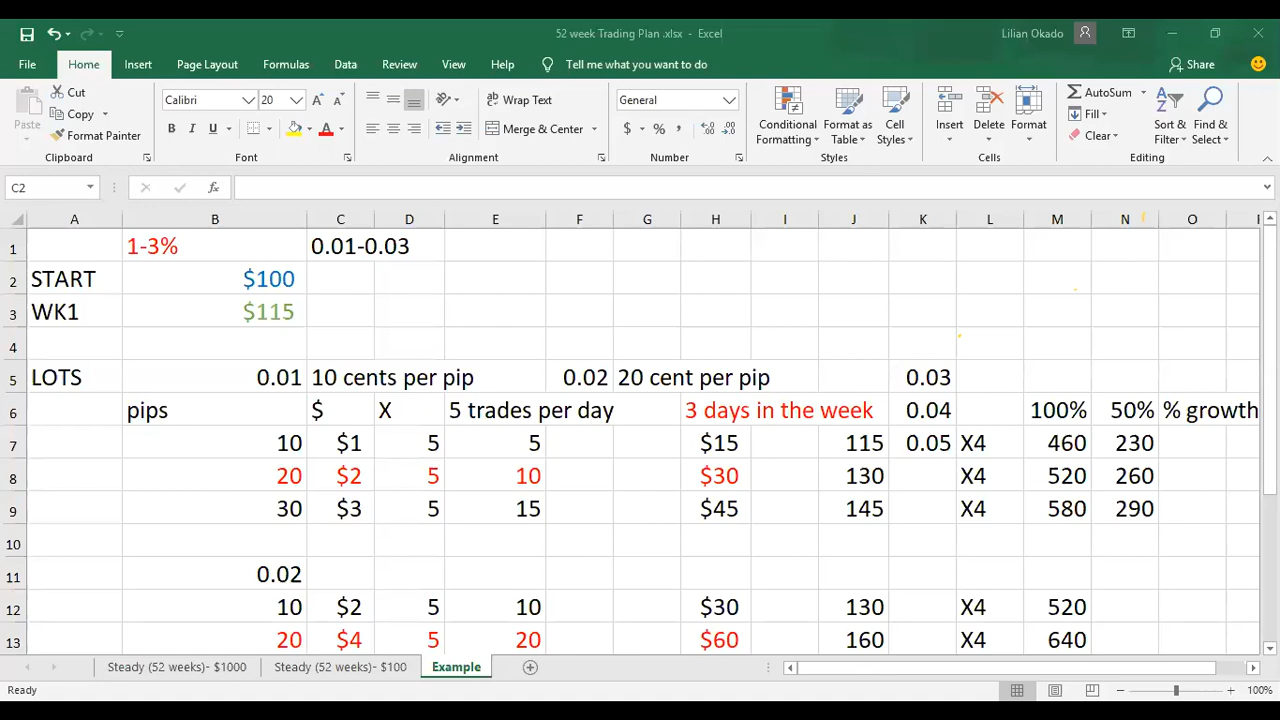 52 week Trading Plan .xlsx - Excel
Lilian Okado
File Home Insert Page Layout Formulas Data Review View Help Tell me what you want to do Share
Paste Cut Copy Format Painter Clipboard
Calibri 20 A A B I U A Font
Wrap Text Merge & Center Alignment
General $ % , Number
Conditional Formatting Format as Table Cell Styles Styles
Insert Delete Format Cells
AutoSum Fill Clear Sort & Filter Find & Select Editing
C2 fx
A B C D E F G H I J K L M N O
1 1-3% 0.01-0.03
2 START $100
3 WK1 $115
4
5 LOTS 0.01 10 cents per pip 0.02 20 cent per pip 0.03
6 pips $ X 5 trades per day 3 days in the week 0.04 100% 50% % growth
7 10 $1 5 5 $15 115 0.05 X4 460 230
8 20 $2 5 10 $30 130 X4 520 260
9 30 $3 5 15 $45 145 X4 580 290
10
11 0.02
12 10 $2 5 10 $30 130 X4 520
13 20 $4 5 20 $60 160 X4 640
Steady (52 weeks)- $1000 Steady (52 weeks)- $100 Example
Ready 100%